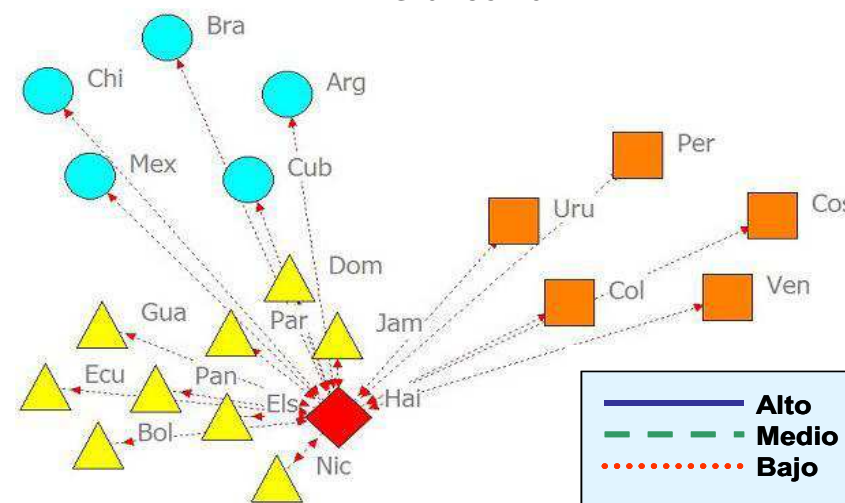 Bra
Chi
Arg
Per
Mex
Cub
Uru
Cos
Dom
Col
Ven
Gua
Par
Jam
Ecu
Pan
Els
Hai
Bol
Nic
Alto
Medio
Bajo